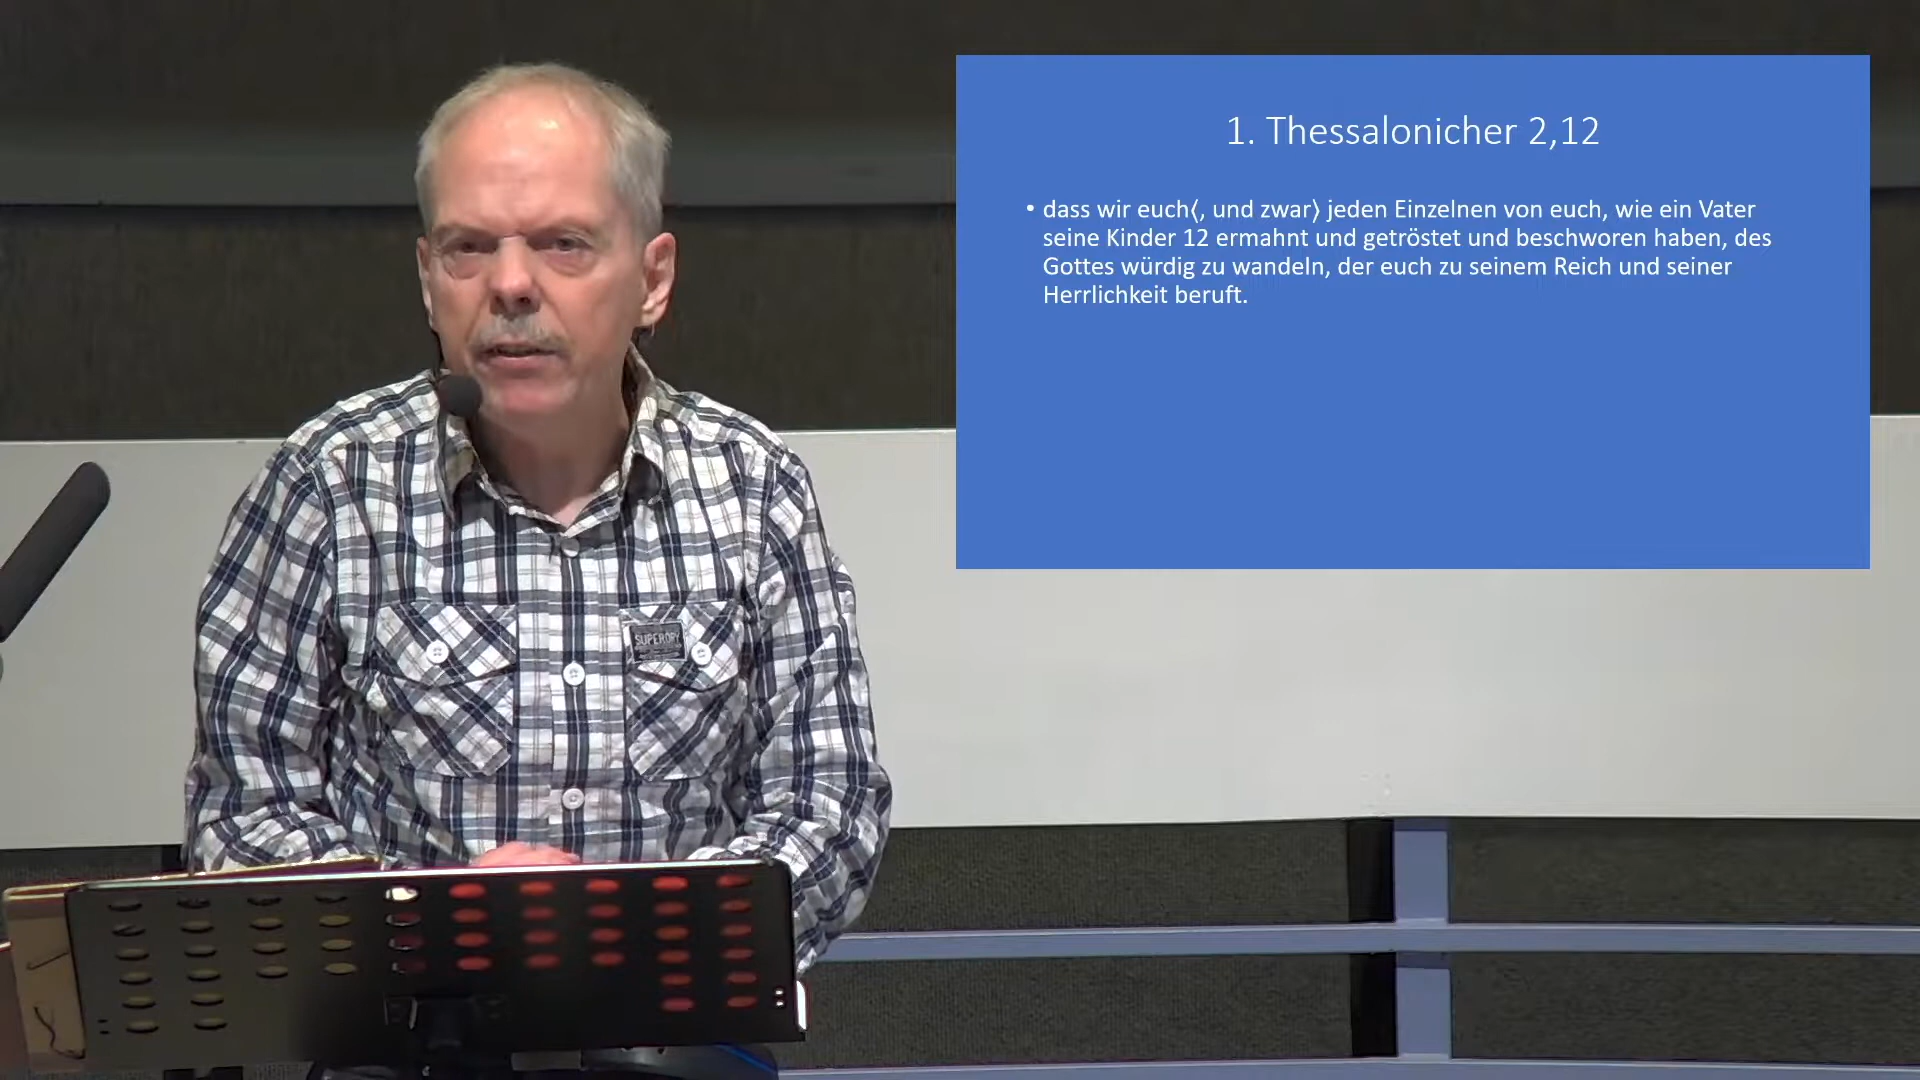 1. Thessalonicher 2,12
• dass wir euch⟨, und zwar⟩ jeden Einzelnen von euch, wie ein Vater
seine Kinder 12 ermahnt und getröstet und beschworen haben, des
Gottes würdig zu wandeln, der euch zu seinem Reich und seiner
Herrlichkeit beruft.
SUPERDRY